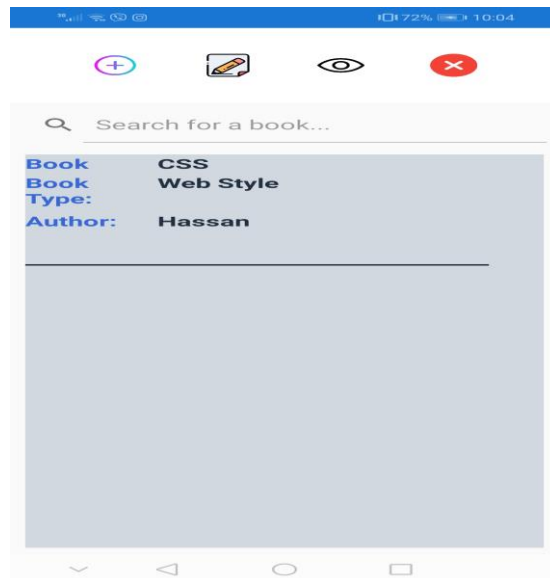 72% 10:04
Search for a book...
Book CSS
Book Web Style
Type:
Author: Hassan